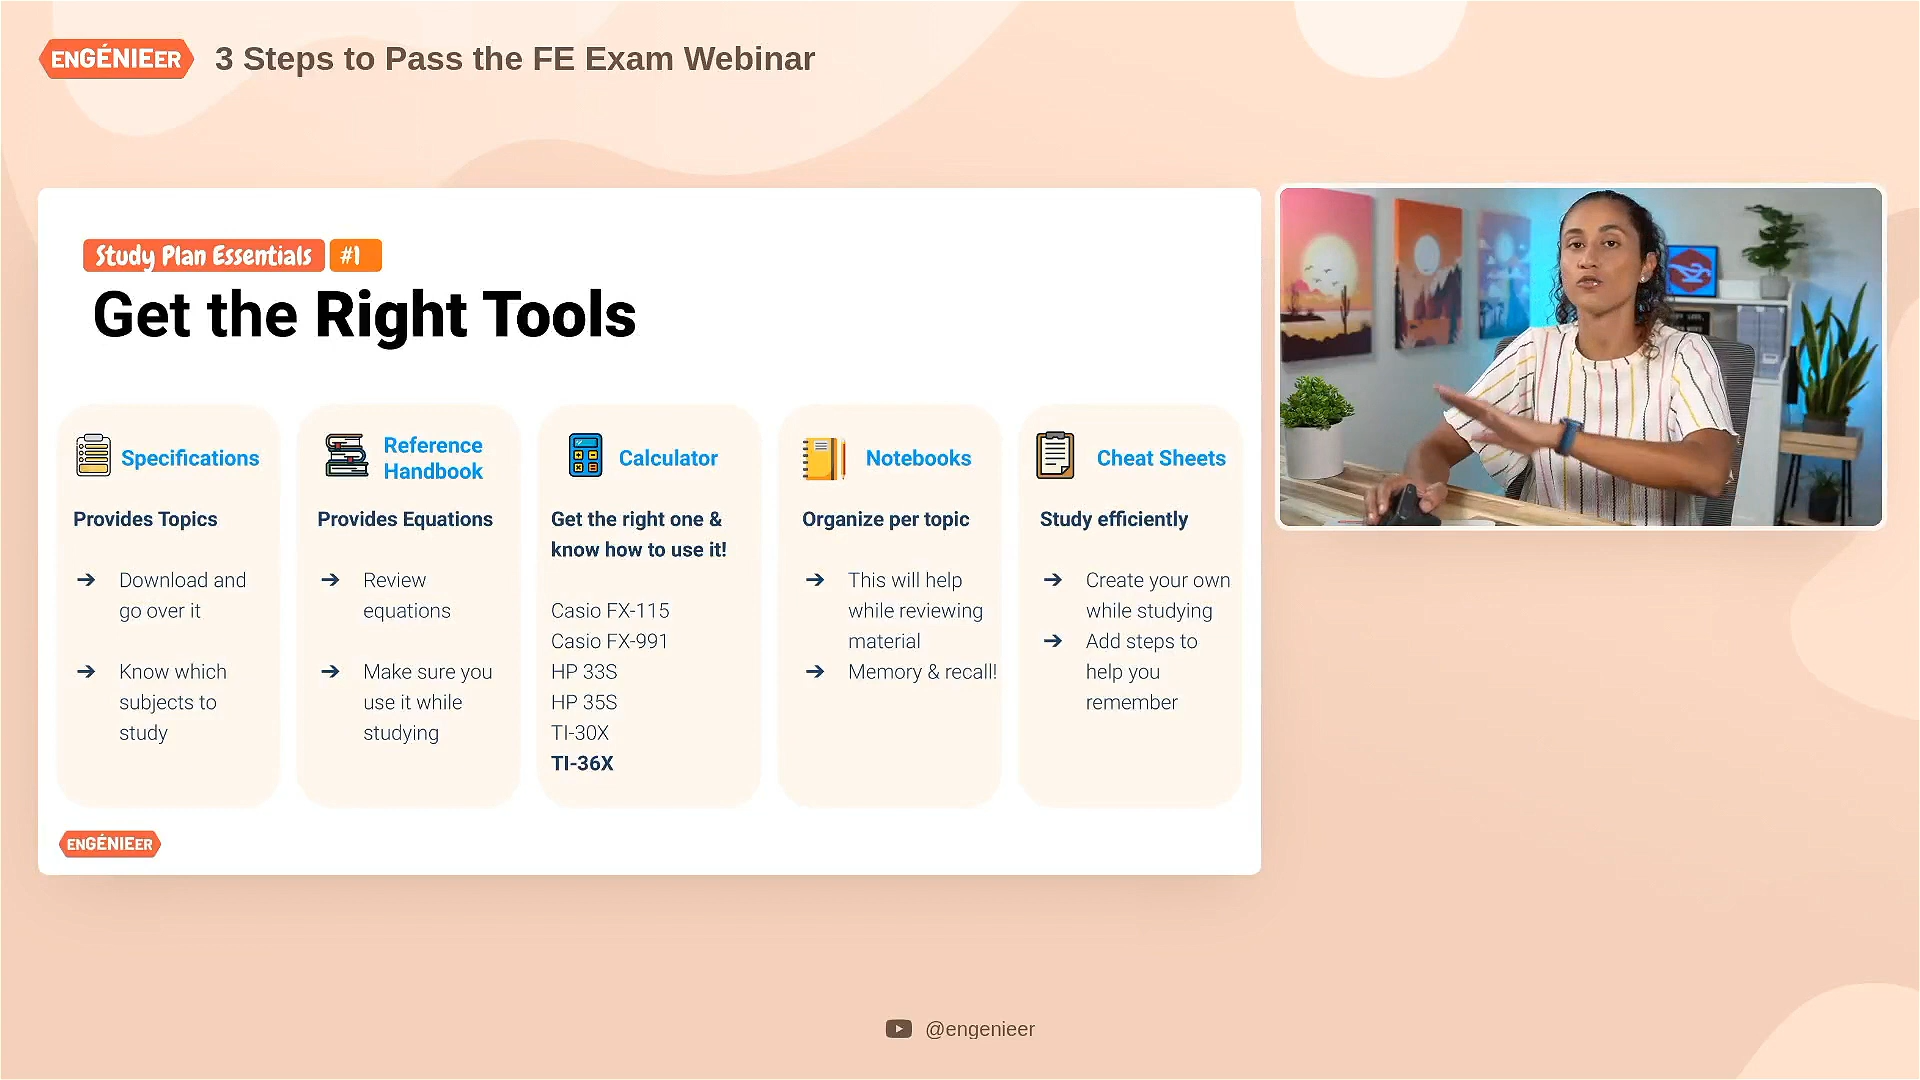 ENGÉNIEER
3 Steps to Pass the FE Exam Webinar
Study Plan Essentials #1
Get the Right Tools
Specifications
Provides Topics
➔ Download and
go over it
➔ Know which
subjects to
study
Reference
Handbook
Provides Equations
➔ Review
equations
➔ Make sure you
use it while
studying
Calculator
Get the right one &
know how to use it!
Casio FX-115
Casio FX-991
HP 33S
HP 35S
TI-30X
TI-36X
Notebooks
Organize per topic
➔ This will help
while reviewing
material
➔ Memory & recall!
Cheat Sheets
Study efficiently
➔ Create your own
while studying
➔ Add steps to
help you
remember
ENGÉNIEER
@engenieer